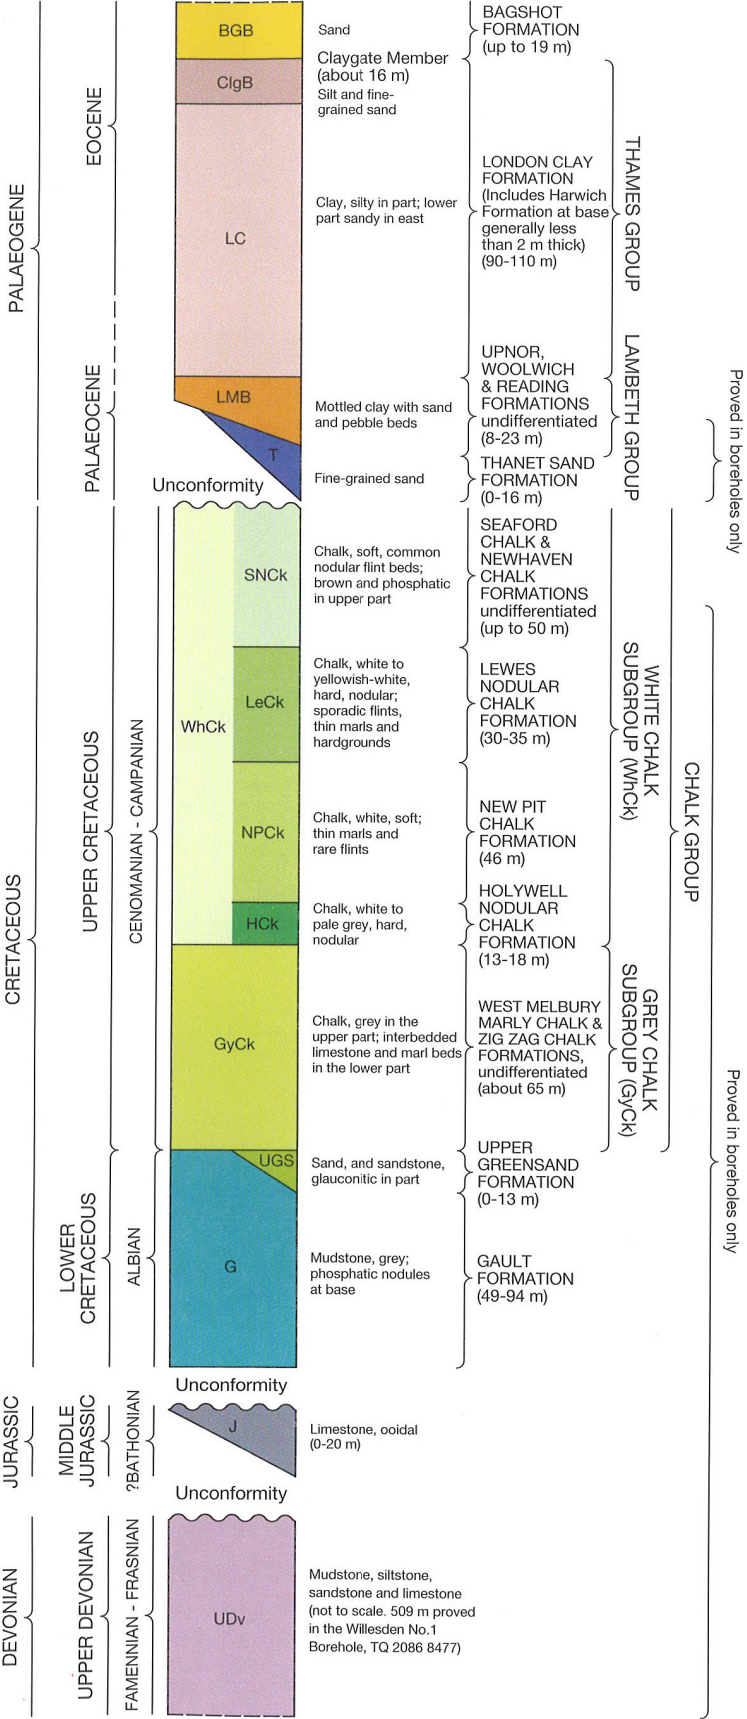 BGB
Sand
BAGSHOT
FORMATION
(up to 19 m)
ClgB
Claygate Member
(about 16 m)
Silt and fine-
grained sand
LC
Clay, silty in part; lower
part sandy in east
LONDON CLAY
FORMATION
(Includes Harwich
Formation at base
generally less
than 2 m thick)
(90-110 m)
THAMES GROUP
EOCENE
PALAEOGENE
LMB
Mottled clay with sand
and pebble beds
UPNOR,
WOOLWICH
& READING
FORMATIONS
undifferentiated
(8-23 m)
LAMBETH GROUP
PALAEOCENE
T
Fine-grained sand
THANET SAND
FORMATION
(0-16 m)
Proved in boreholes only
Unconformity
SNCk
Chalk, soft, common
nodular flint beds;
brown and phosphatic
in upper part
SEAFORD
CHALK &
NEWHAVEN
CHALK
FORMATIONS
undifferentiated
(up to 50 m)
WhCk
LeCk
Chalk, white to
yellowish-white,
hard, nodular;
sporadic flints,
thin marls and
hardgrounds
LEWES
NODULAR
CHALK
FORMATION
(30-35 m)
WHITE CHALK
SUBGROUP (WhCk)
NPCk
Chalk, white, soft;
thin marls and
rare flints
NEW PIT
CHALK
FORMATION
(46 m)
CHALK GROUP
HCk
Chalk, white to
pale grey, hard,
nodular
HOLYWELL
NODULAR
CHALK
FORMATION
(13-18 m)
CENOMANIAN - CAMPANIAN
UPPER CRETACEOUS
CRETACEOUS
GyCk
Chalk, grey in the
upper part; interbedded
limestone and marl beds
in the lower part
WEST MELBURY
MARLY CHALK &
ZIG ZAG CHALK
FORMATIONS,
undifferentiated
(about 65 m)
GREY CHALK
SUBGROUP (GyCk)
UGS
Sand, and sandstone,
glauconitic in part
UPPER
GREENSAND
FORMATION
(0-13 m)
Proved in boreholes only
G
Mudstone, grey;
phosphatic nodules
at base
GAULT
FORMATION
(49-94 m)
ALBIAN
LOWER
CRETACEOUS
Unconformity
J
Limestone, ooidal
(0-20 m)
?BATHONIAN
MIDDLE
JURASSIC
JURASSIC
Unconformity
UDv
Mudstone, siltstone,
sandstone and limestone
(not to scale. 509 m proved
in the Willesden No.1
Borehole, TQ 2086 8477)
FAMENNIAN - FRASNIAN
UPPER DEVONIAN
DEVONIAN